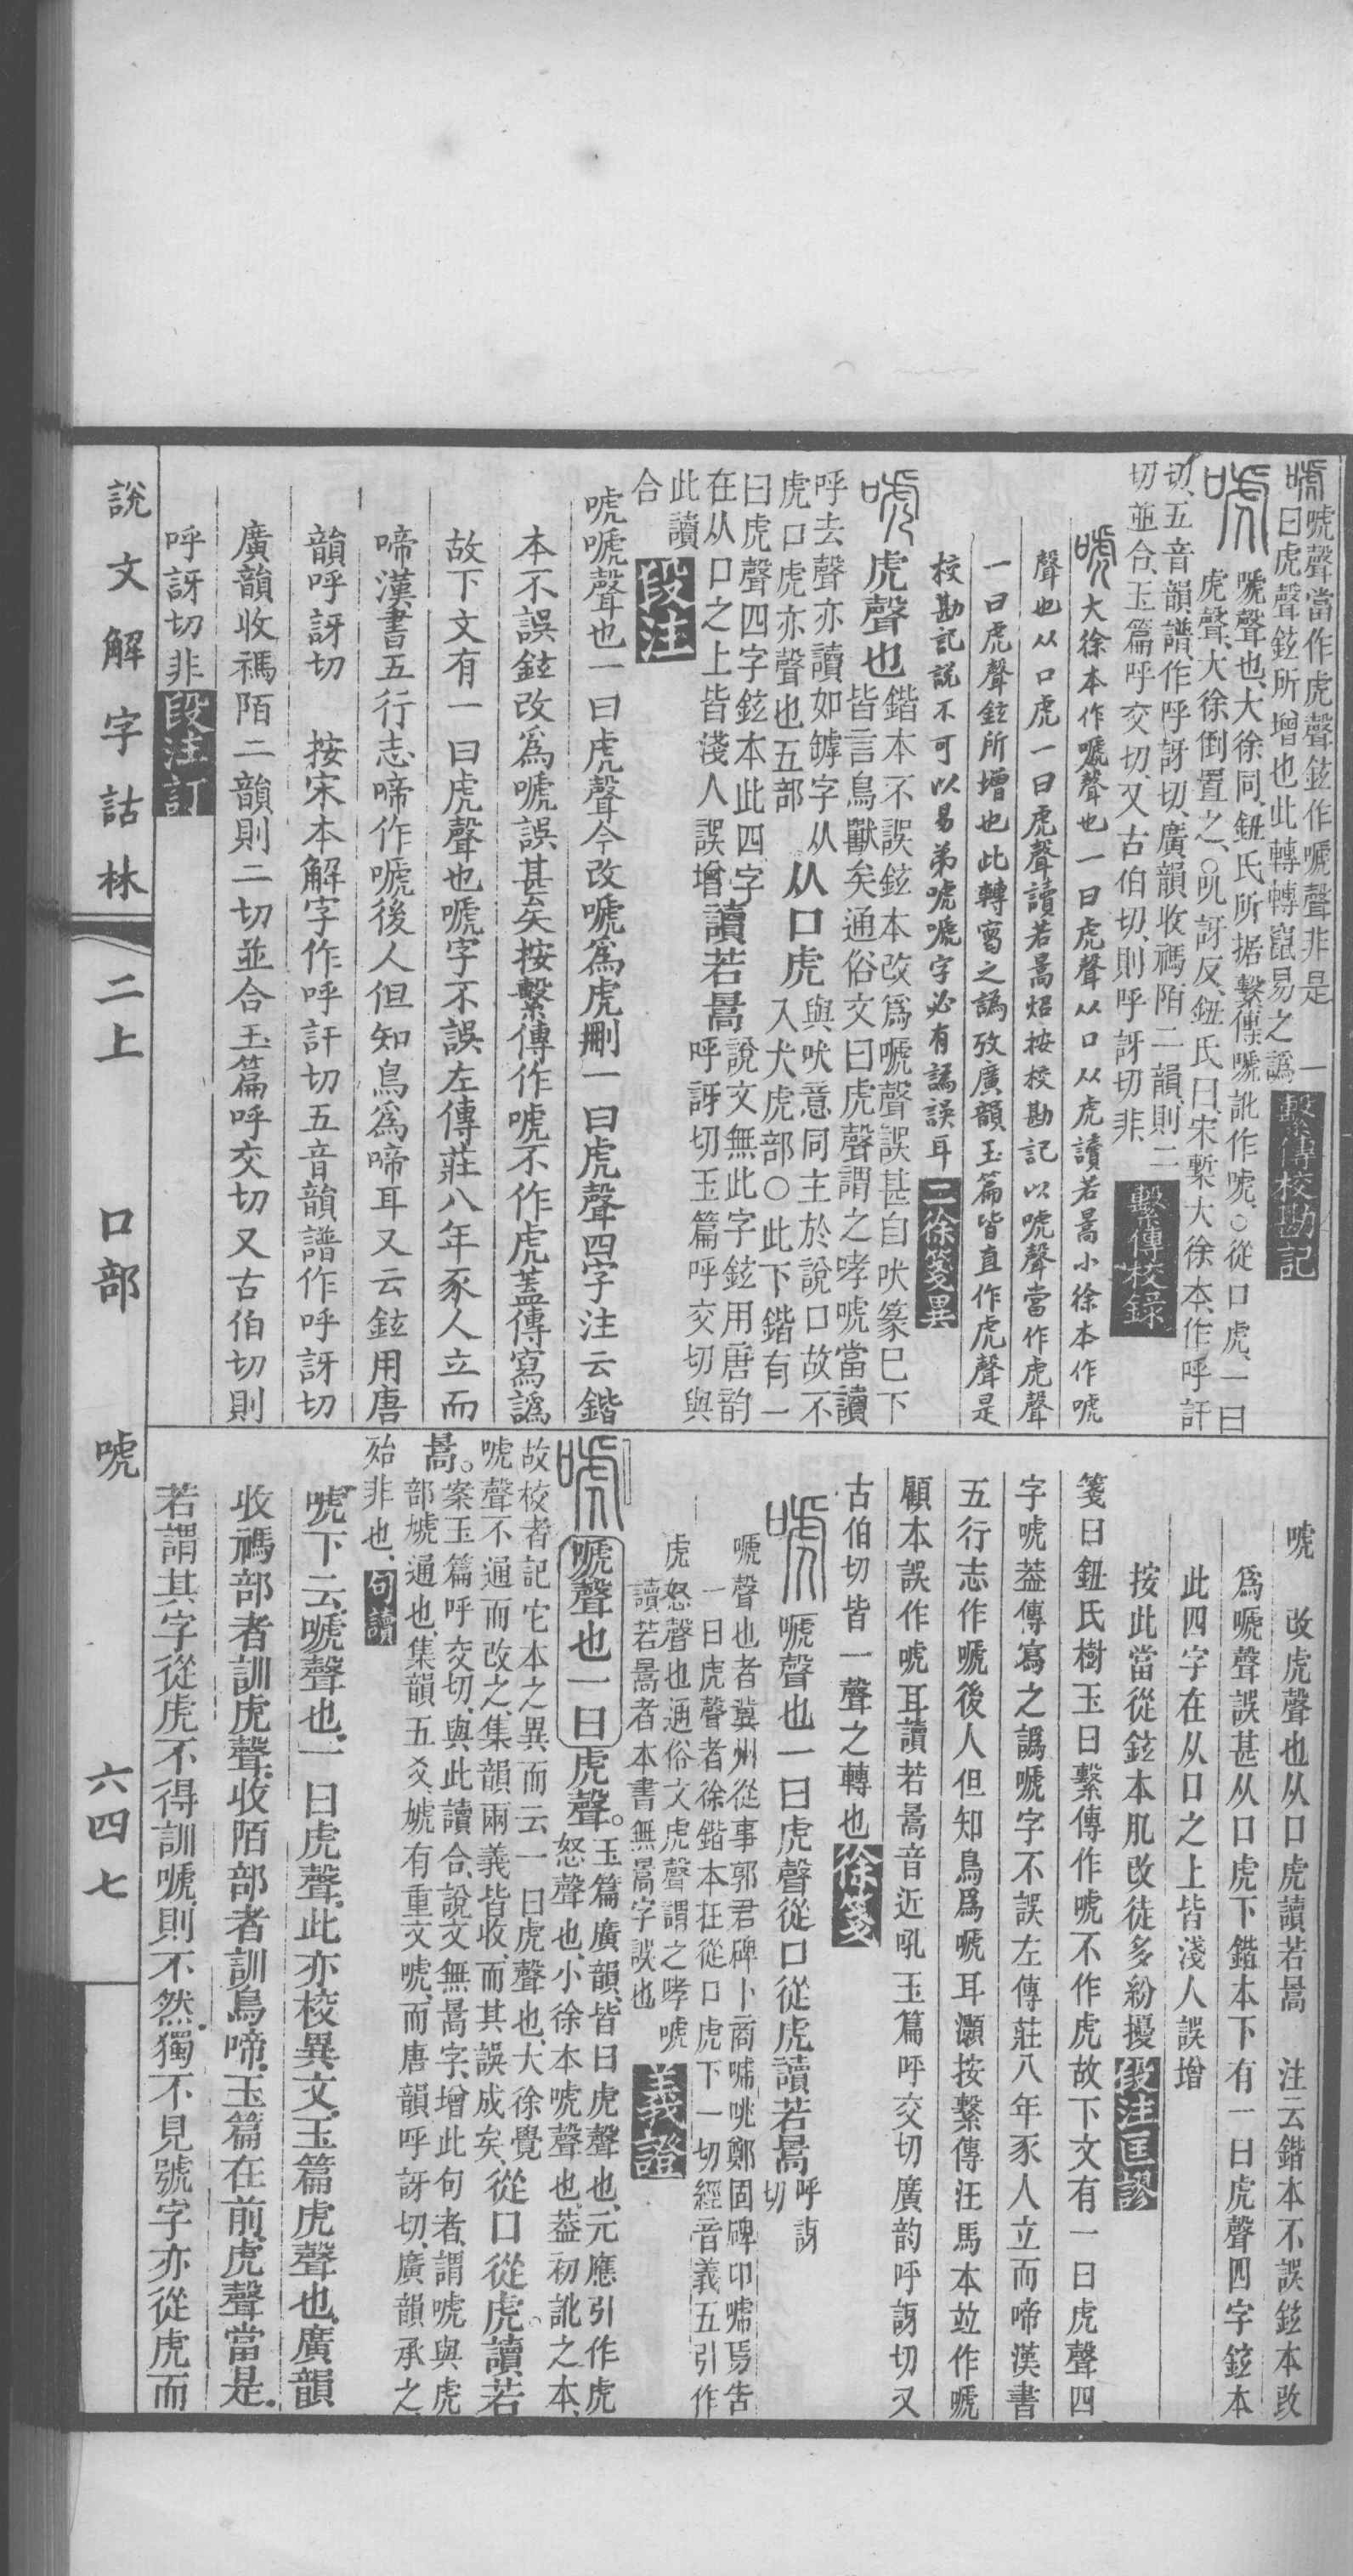 唬聲當作虎聲鉉作嗁聲非是 一
曰虎聲鉉所增也此轉轉竄易之譌 繫傳校勘記
嗁聲也、大徐同、鈕氏所据繫傳嗁訛作唬、○從口虎、一曰
虎聲、大徐倒置之、○吼訝反、鈕氏曰、宋槧大徐本、作呼訐
切、五音韻譜、作呼訝切、廣韻收禡陌二韻、則二
切並合、玉篇呼交切、又古伯切、則呼訝切非、 繫傳校錄
大徐本作嗁聲也一曰虎聲从口从虎讀若暠小徐本作唬
聲也从口虎一曰虎聲讀若暠炤按校勘記以唬聲當作虎聲
一曰虎聲鉉所增也此轉寫之譌攷廣韻玉篇皆直作虎聲是
校勘記說不可以易弟唬嗁字必有譌誤耳 二徐箋異
虎聲也 鍇本不誤鉉本改爲嗁聲誤甚自吠篆巳下
皆言鳥獸矣通俗文曰虎聲謂之哮唬當讀
呼去聲亦讀如罅字从 从口虎 與吠意同主於說口故不
虎口虎亦聲也五部 入犬虎部○此下鍇有一
曰虎聲四字鉉本此四字
在从口之上皆淺人誤增 讀若暠 說文無此字鉉用唐韵
呼訝切玉篇呼交切與
此讀
合 段注
唬嗁聲也一曰虎聲今改嗁爲虎刪一曰虎聲四字注云鍇
本不誤鉉改爲嗁誤甚矣按繫傳作唬不作虎蓋傳寫譌
故下文有一曰虎聲也嗁字不誤左傳莊八年豕人立而
啼漢書五行志啼作嗁後人但知鳥爲啼耳又云鉉用唐
韻呼訝切 按宋本解字作呼訐切五音韻譜作呼訝切
廣韻收禡陌二韻則二切並合玉篇呼交切又古伯切則
呼訝切非 段注訂
唬 改虎聲也从口虎讀若暠 注云鍇本不誤鉉本改
爲嗁聲誤甚从口虎下鍇本下有一曰虎聲四字鉉本
此四字在从口之上皆淺人誤增
按此當從鉉本肌改徒多紛擾 段注匡謬
箋曰鈕氏樹玉曰繫傳作唬不作虎故下文有一曰虎聲四
字唬葢傳寫之譌嗁字不誤左傳莊八年豕人立而啼漢書
五行志作嗁後人但知鳥爲嗁耳灝按繫傳汪馬本竝作嗁
顧本誤作唬耳讀若暠音近吼玉篇呼交切廣韵呼訝切又
古伯切皆一聲之轉也 徐箋
嗁聲也一曰虎聲從口從虎讀若暠 呼訝
切
嗁聲也者冀州從事郭君碑卜商嘑咷鄭固碑卬嘑焉告
一曰虎聲者徐鍇本在從口虎下一切經音義五引作
虎怒聲也通俗文虎聲謂之哮唬
讀若暠者本書無暠字誤也 義證
嗁聲也一曰虎聲。 玉篇廣韻、皆曰虎聲也、元應引作虎
怒聲也、小徐本唬聲也、葢初訛之本、
故校者記它本之異而云一曰虎聲也、大徐覺
唬聲不通而改之、集韻兩義皆收、而其誤成矣、 從口從虎。讀若
暠。 案玉篇呼交切、與此讀合、說文無暠字、增此句者、謂唬與虎
部號通也、集韻五爻、虓有重文唬、而唐韻呼訝切、廣韻承之、
殆非也、 句讀
唬下云、嗁聲也、一曰虎聲、此亦校異文、玉篇虎聲也、廣韻
收禡部者訓虎聲、收陌部者訓鳥啼、玉篇在前、虎聲當是、
若謂其字從虎不得訓嗁、則不然、獨不見號字亦從虎而
說文解字詁林 二上 口部 唬 六四七